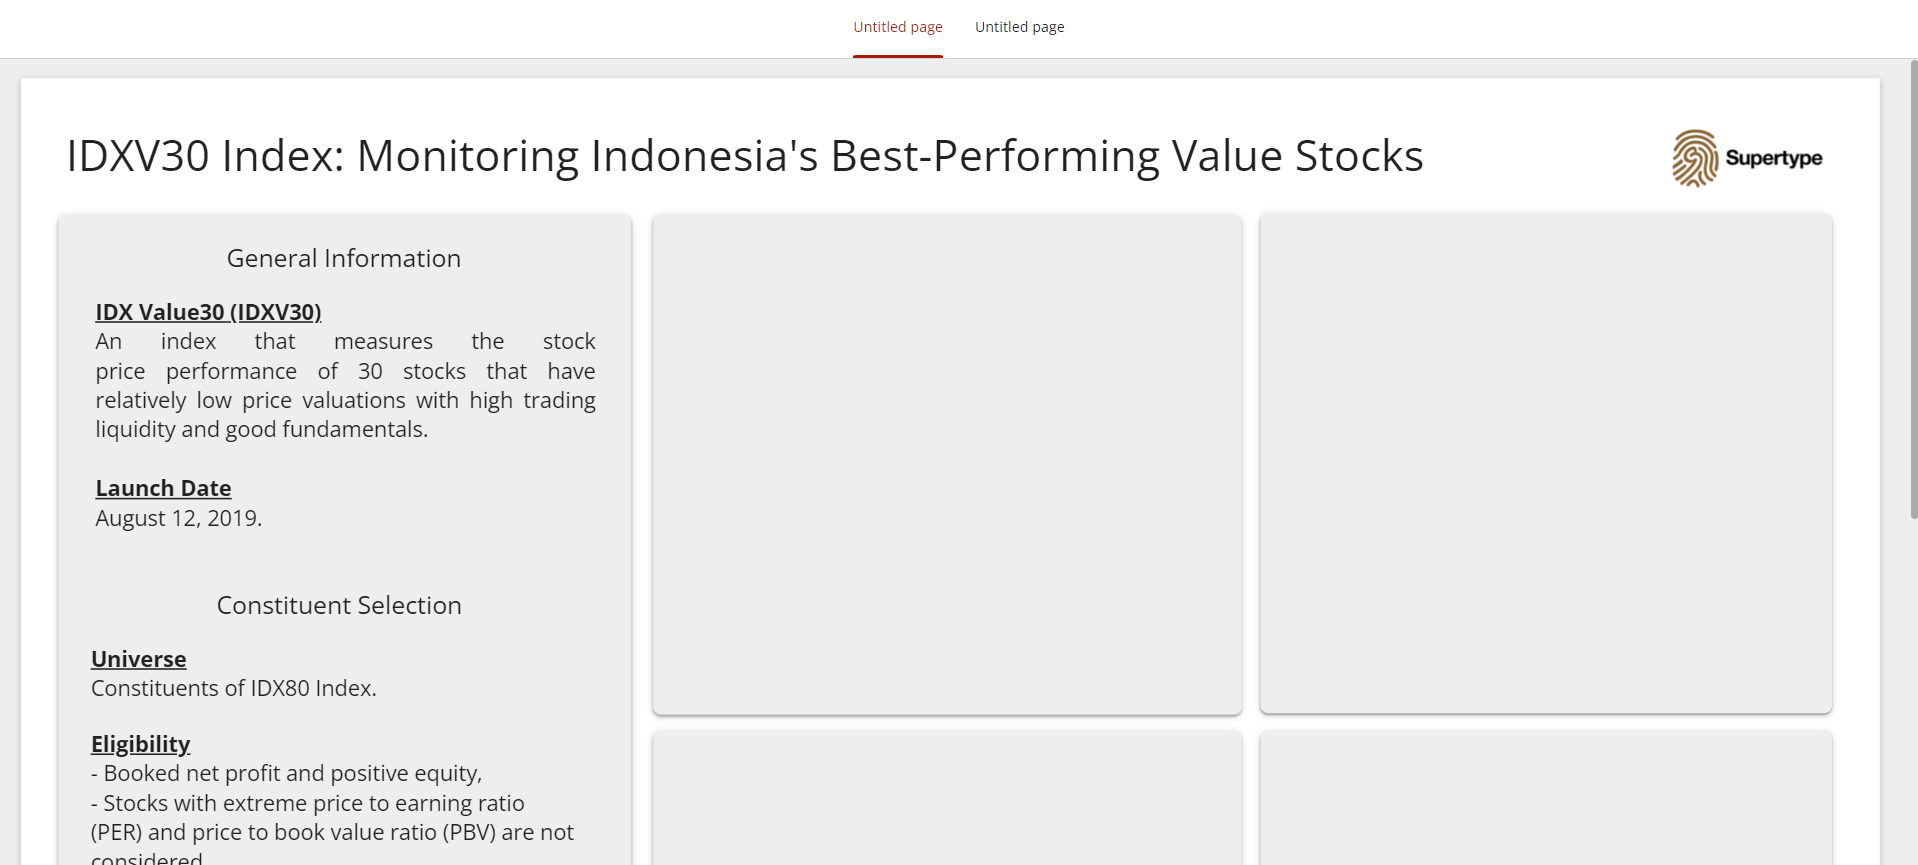 Untitled page
Untitled page
IDXV30 Index: Monitoring Indonesia's Best-Performing Value Stocks
Supertype
General Information
IDX Value30 (IDXV30)
An index that measures the stock
price performance of 30 stocks that have
relatively low price valuations with high trading
liquidity and good fundamentals.
Launch Date
August 12, 2019.
Constituent Selection
Universe
Constituents of IDX80 Index.
Eligibility
- Booked net profit and positive equity,
- Stocks with extreme price to earning ratio
(PER) and price to book value ratio (PBV) are not
considered